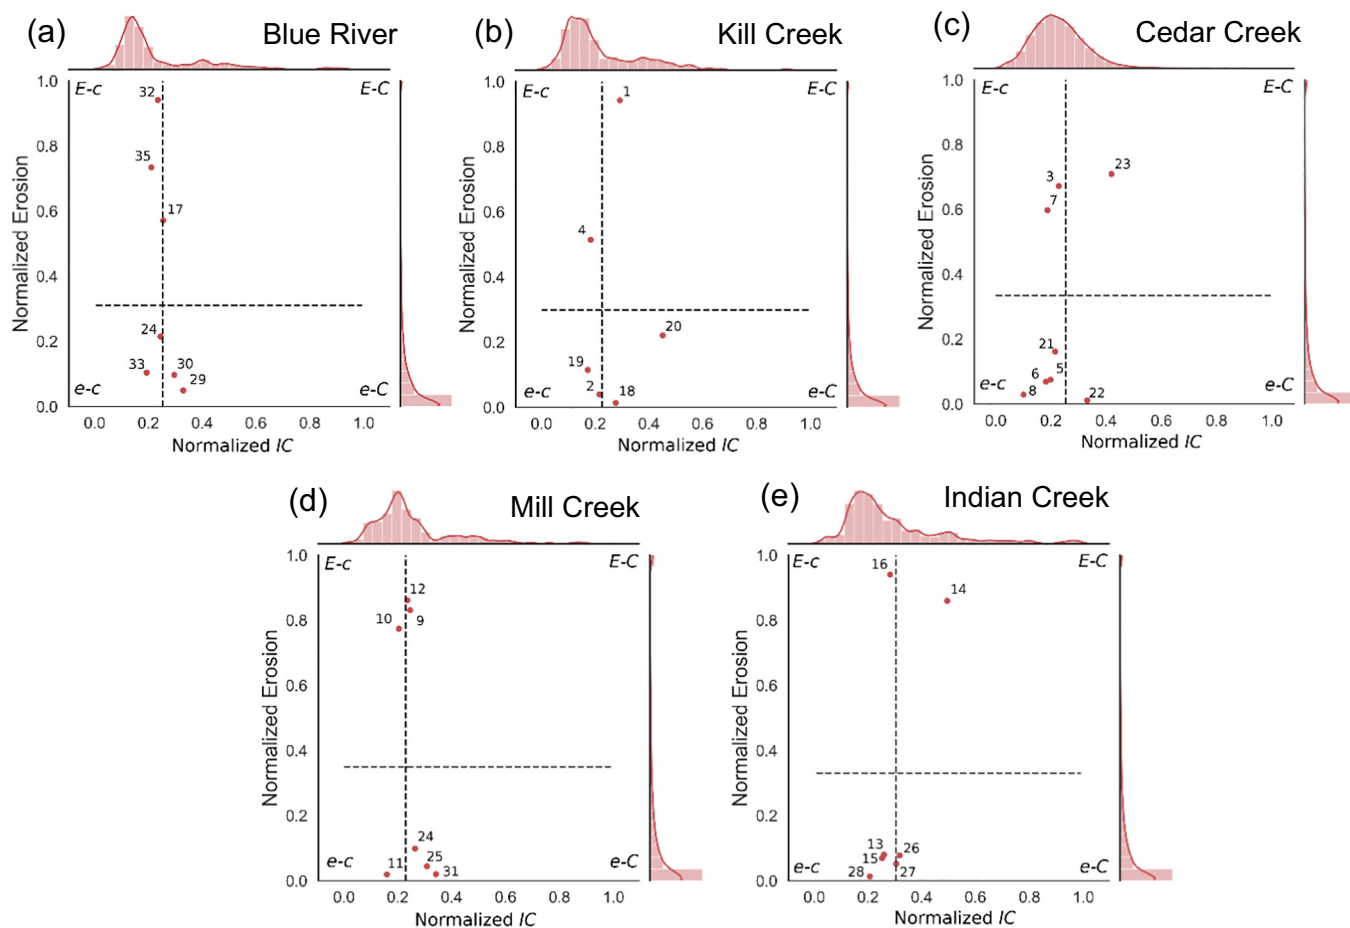 (a) Blue River
E-c E-C
32
35
17
24
33 30
29
e-c e-C
1.0
0.8
0.6
0.4
0.2
0.0
Normalized Erosion
0.0 0.2 0.4 0.6 0.8 1.0
Normalized IC
(b) Kill Creek
E-c E-C
1
4
20
19
2 18
e-c e-C
1.0
0.8
0.6
0.4
0.2
0.0
Normalized Erosion
0.0 0.2 0.4 0.6 0.8 1.0
Normalized IC
(c) Cedar Creek
E-c E-C
23
3
7
21
6 5
8 22
e-c e-C
1.0
0.8
0.6
0.4
0.2
0.0
Normalized Erosion
0.0 0.2 0.4 0.6 0.8 1.0
Normalized IC
(d) Mill Creek
E-c E-C
12
10 9
24
11 25
31
e-c e-C
1.0
0.8
0.6
0.4
0.2
0.0
Normalized Erosion
0.0 0.2 0.4 0.6 0.8 1.0
Normalized IC
(e) Indian Creek
E-c E-C
16
14
13 26
15
28 27
e-c e-C
1.0
0.8
0.6
0.4
0.2
0.0
Normalized Erosion
0.0 0.2 0.4 0.6 0.8 1.0
Normalized IC